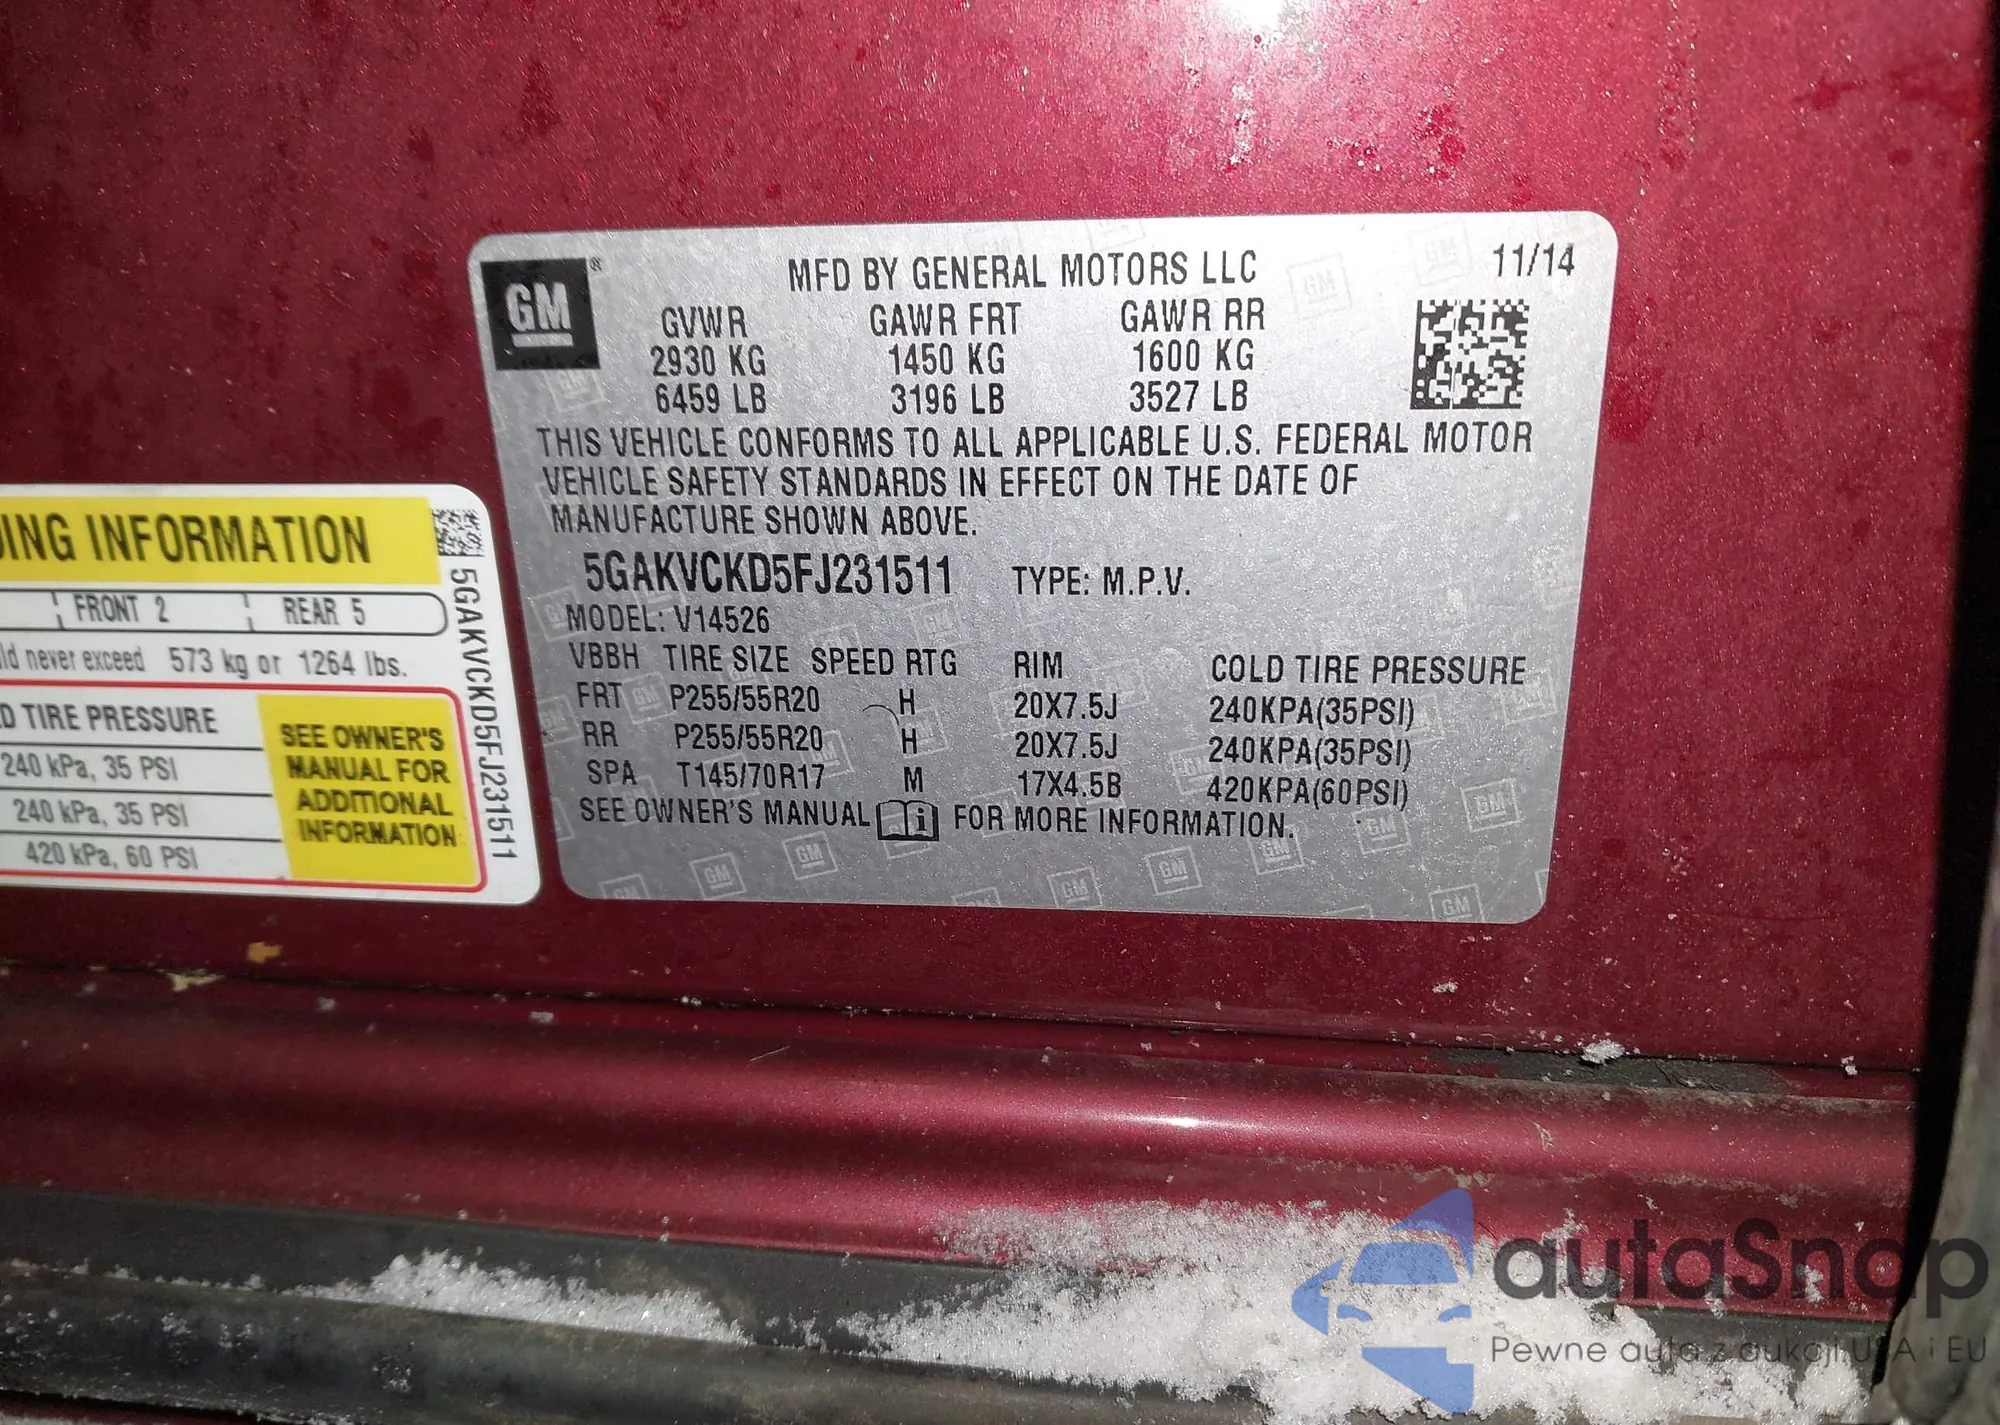 GM®
MFD BY GENERAL MOTORS LLC 11/14
GVWR GAWR FRT GAWR RR
2930 KG 1450 KG 1600 KG
6459 LB 3196 LB 3527 LB
THIS VEHICLE CONFORMS TO ALL APPLICABLE U.S. FEDERAL MOTOR
VEHICLE SAFETY STANDARDS IN EFFECT ON THE DATE OF
MANUFACTURE SHOWN ABOVE.
5GAKVCKD5FJ231511 TYPE: M.P.V.
MODEL: V14526
VBBH TIRE SIZE SPEED RTG RIM COLD TIRE PRESSURE
FRT P255/55R20 H 20X7.5J 240KPA(35PSI)
RR P255/55R20 H 20X7.5J 240KPA(35PSI)
SPA T145/70R17 M 17X4.5B 420KPA(60PSI)
SEE OWNER'S MANUAL i FOR MORE INFORMATION.
ING INFORMATION
FRONT 2 REAR 5
ld never exceed 573 kg or 1264 lbs.
D TIRE PRESSURE
240 kPa, 35 PSI
240 kPa, 35 PSI
420 kPa, 60 PSI
SEE OWNER'S
MANUAL FOR
ADDITIONAL
INFORMATION
5GAKVCKD5FJ231511
autaSnap
Pewne auta z aukcji USA i EU